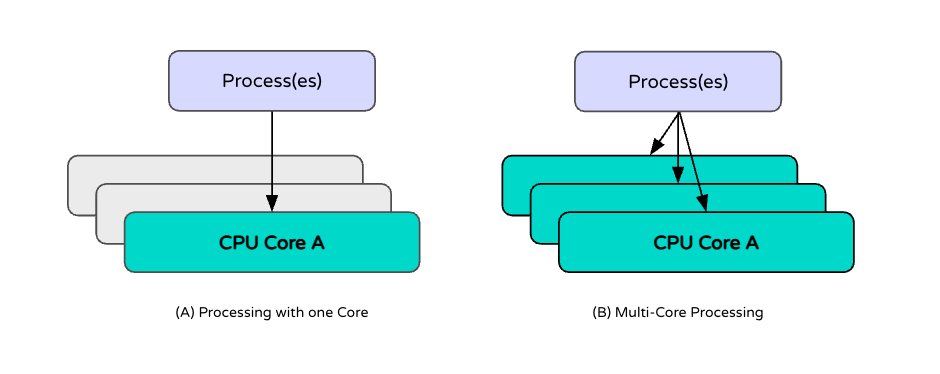 Process(es)
Process(es)
CPU Core A
CPU Core A
(A) Processing with one Core
(B) Multi-Core Processing